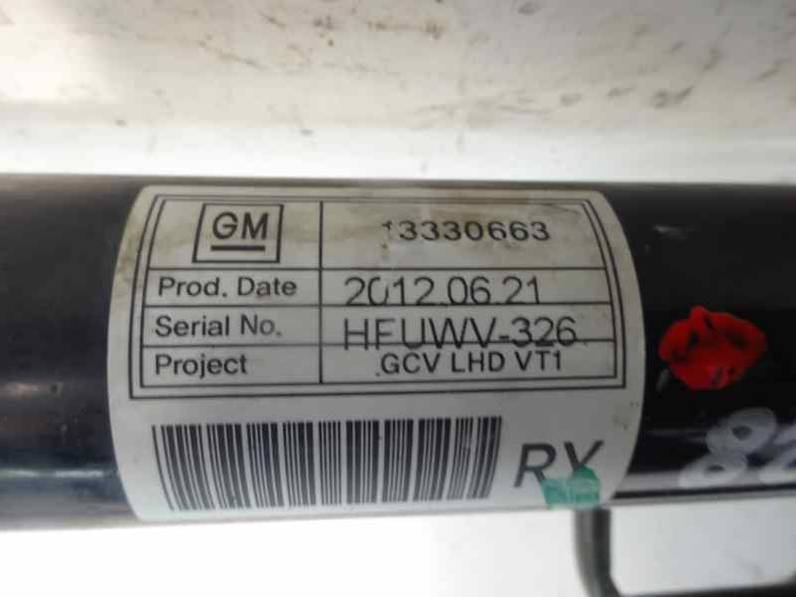 GM 13330663
Prod. Date 2012.06.21
Serial No. HFUWV-326
Project GCV LHD VT1
RX